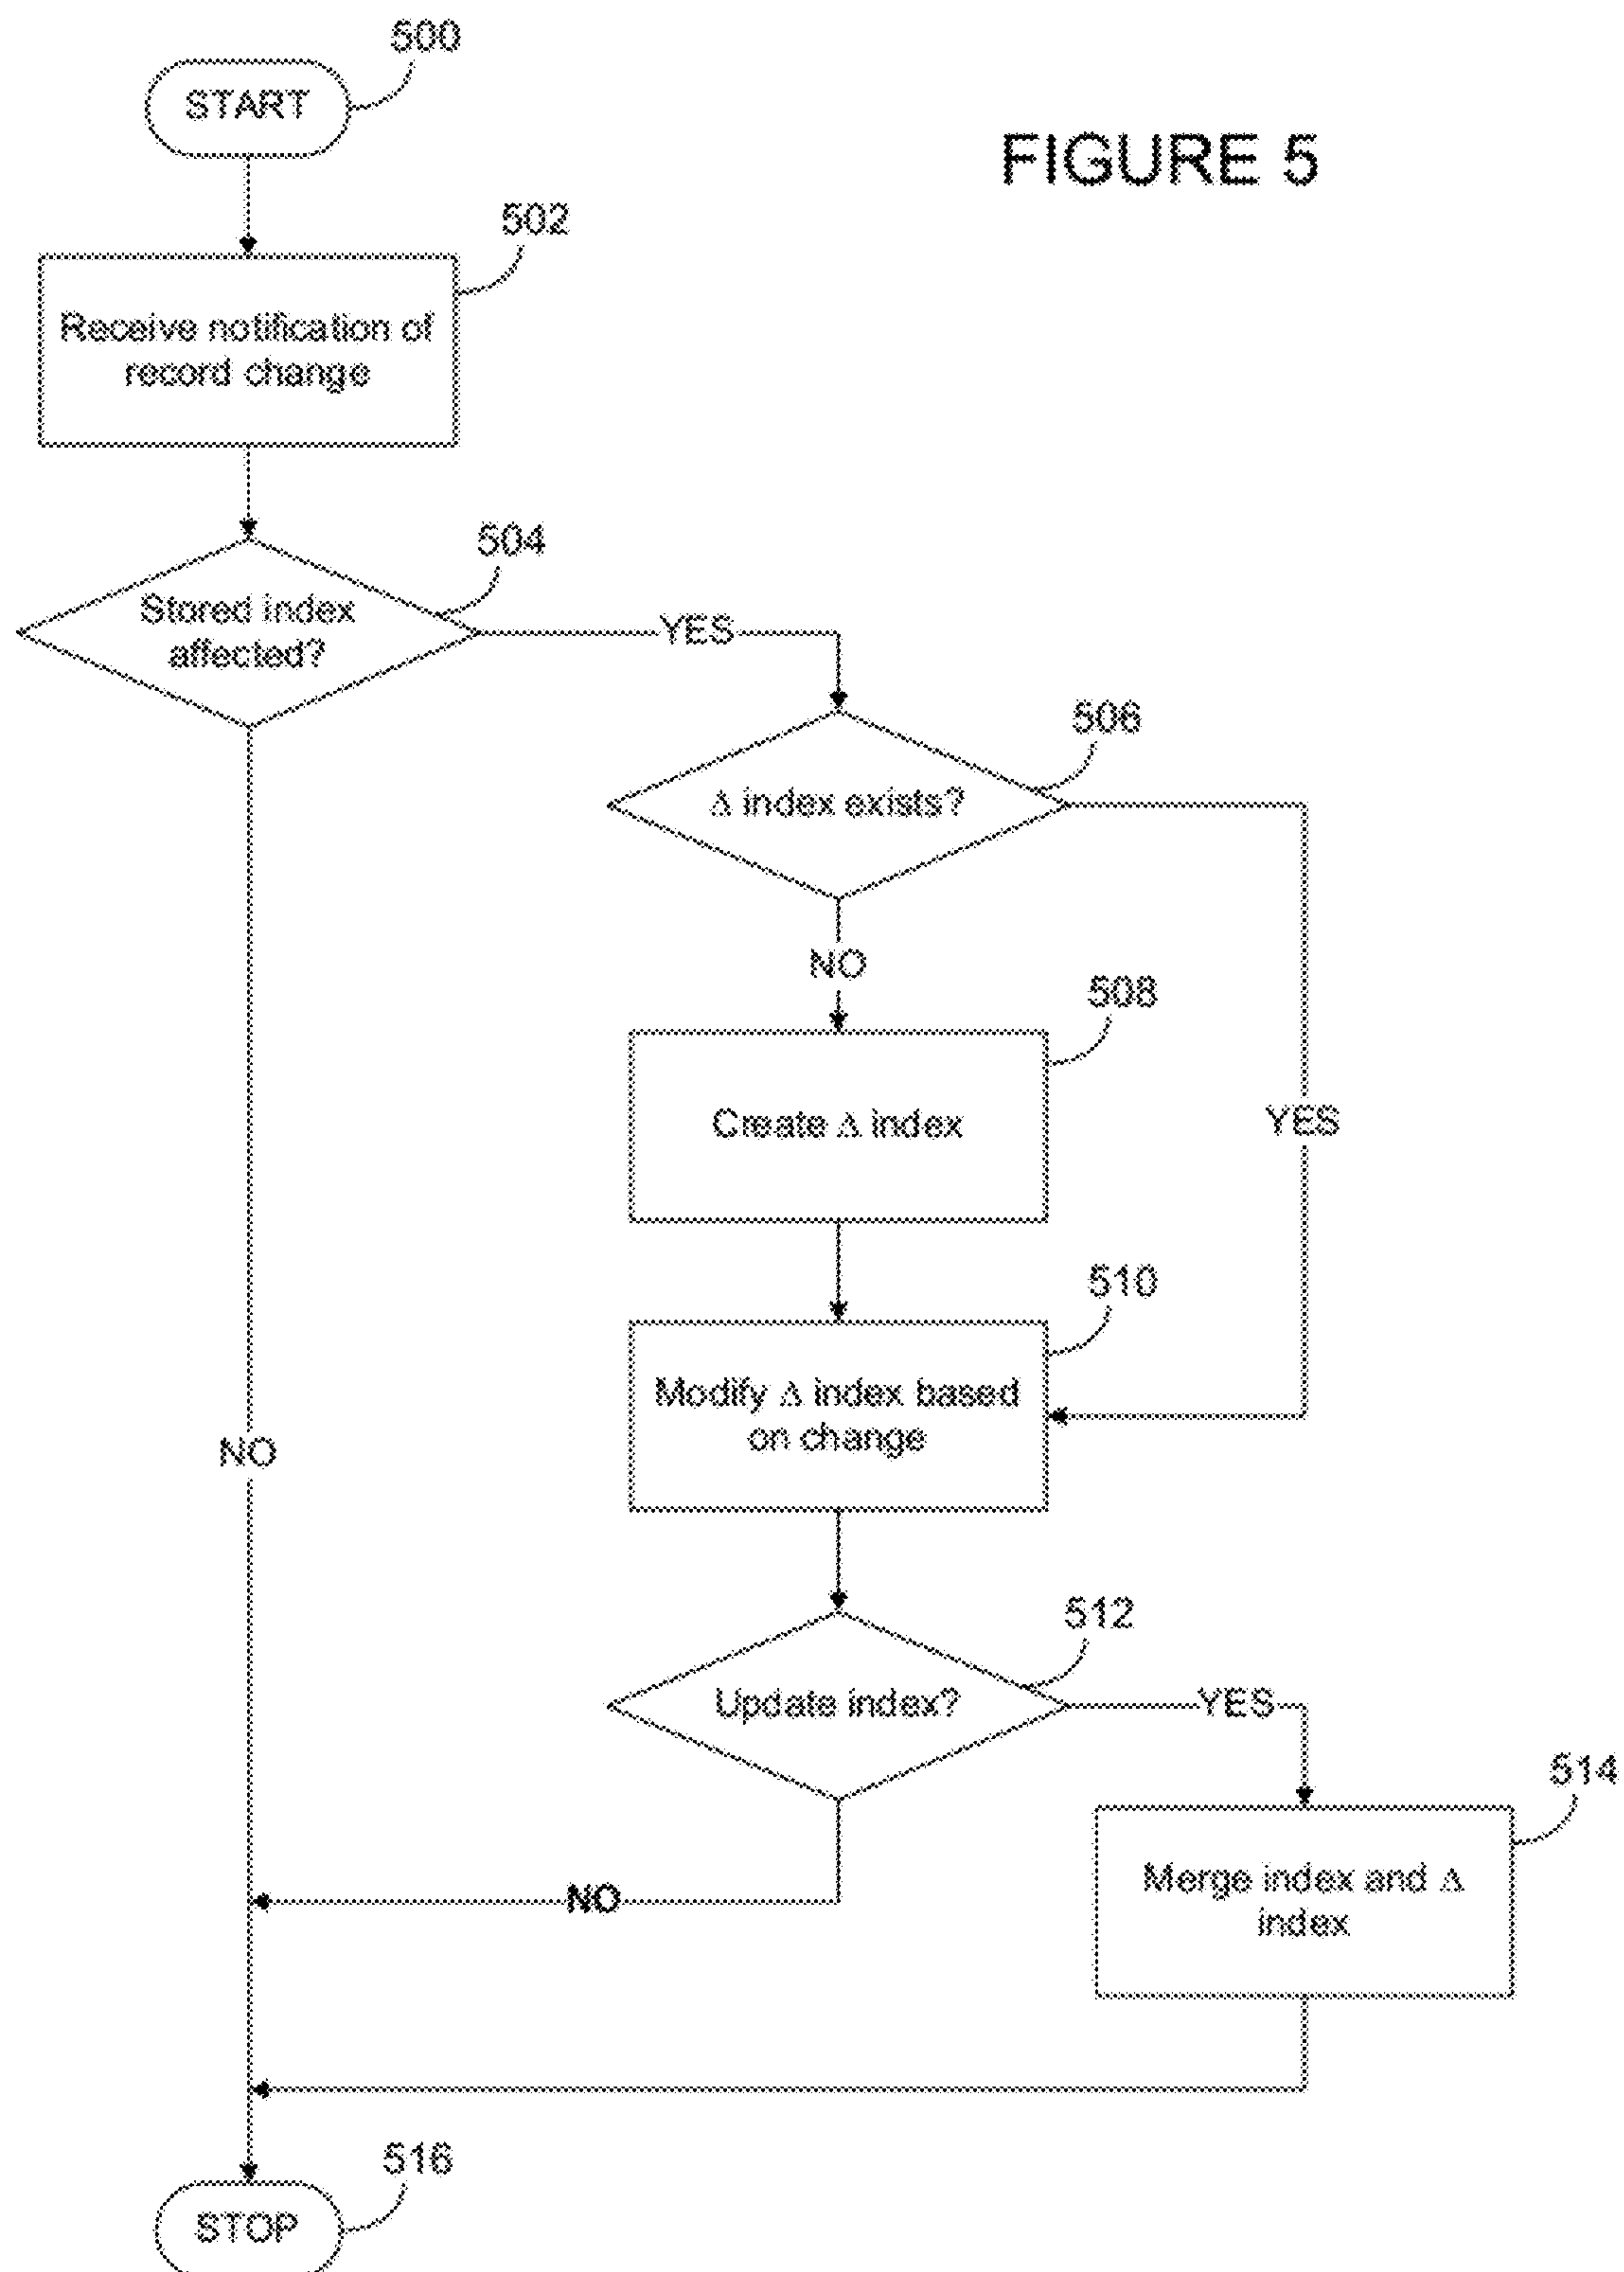 500
START
FIGURE 5
502
Receive notification of
record change
504
Stored index
affected?
YES
506
Δ index exists?
NO
508
Create Δ index
YES
510
Modify Δ index based
on change
NO
512
Update index?
YES
514
Merge index and Δ
index
NO
516
STOP